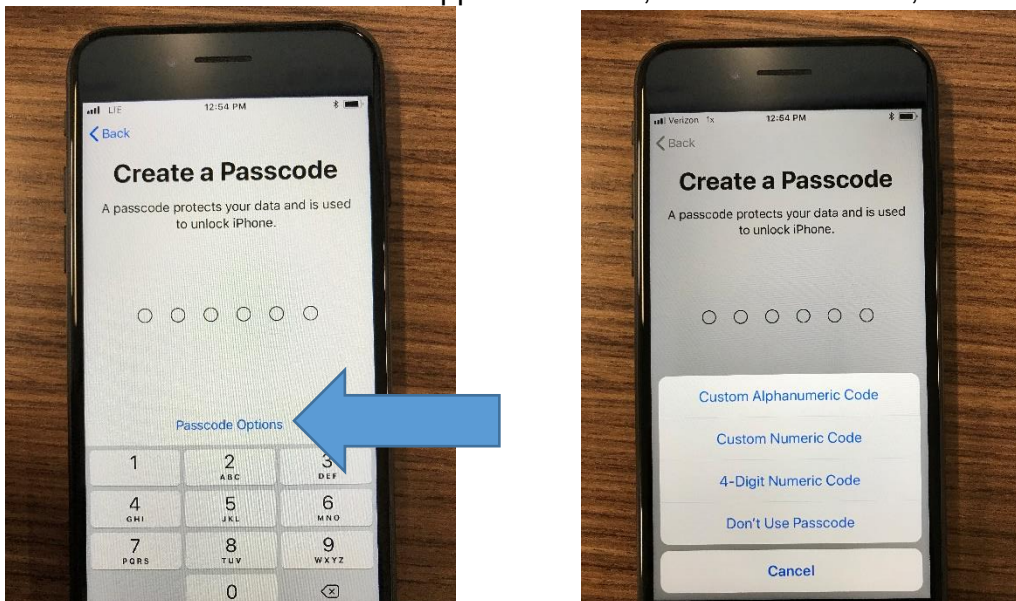 LTE 12:54 PM
Back
Create a Passcode
A passcode protects your data and is used
to unlock iPhone.
Passcode Options
1
2
ABC
3
DEF
4
GHI
5
JKL
6
MNO
7
PQRS
8
TUV
9
WXYZ
0
Verizon 1x 12:54 PM
Back
Create a Passcode
A passcode protects your data and is used
to unlock iPhone.
Custom Alphanumeric Code
Custom Numeric Code
4-Digit Numeric Code
Don't Use Passcode
Cancel